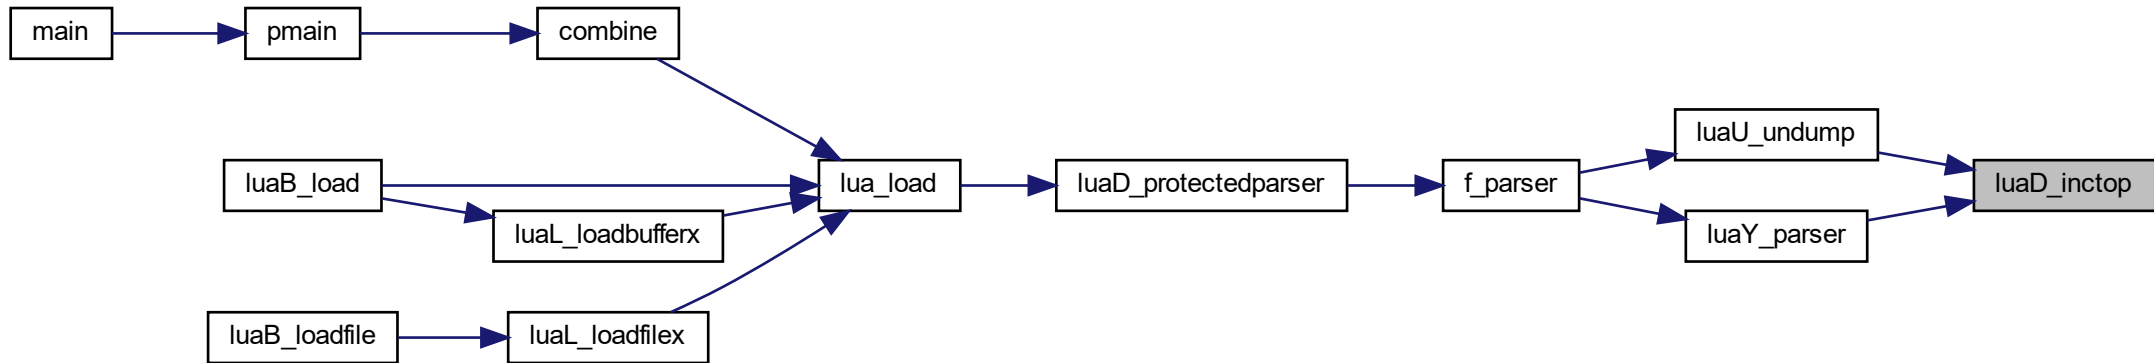 main
pmain
combine
luaU_undump
luaB_load
lua_load
luaD_protectedparser
f_parser
luaD_inctop
luaL_loadbufferx
luaY_parser
luaB_loadfile
luaL_loadfilex